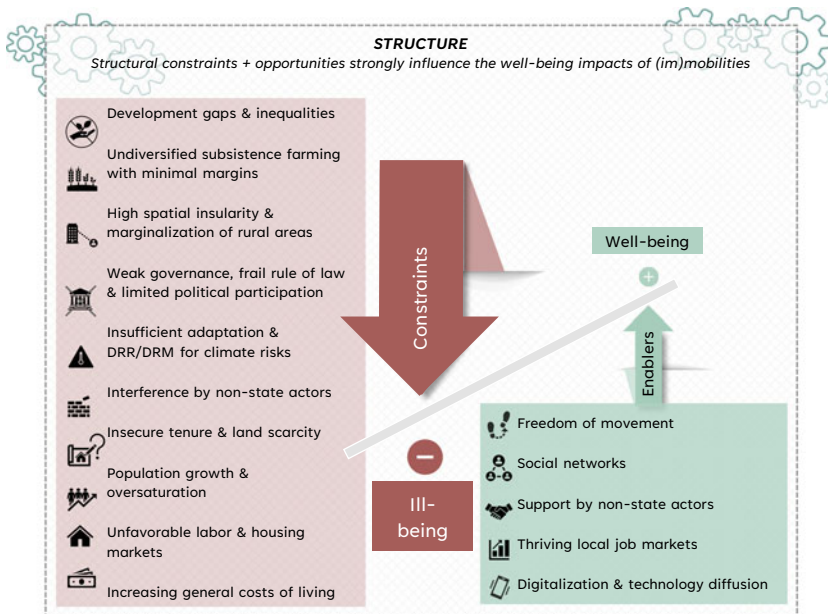 STRUCTURE
Structural constraints + opportunities strongly influence the well-being impacts of (im)mobilities
Development gaps & inequalities
Undiversified subsistence farming
with minimal margins
High spatial insularity &
marginalization of rural areas
Weak governance, frail rule of law
& limited political participation
Insufficient adaptation &
DRR/DRM for climate risks
Interference by non-state actors
Insecure tenure & land scarcity
Population growth &
oversaturation
Unfavorable labor & housing
markets
Increasing general costs of living
Constraints
Ill-
being
Well-being
Enablers
Freedom of movement
Social networks
Support by non-state actors
Thriving local job markets
Digitalization & technology diffusion